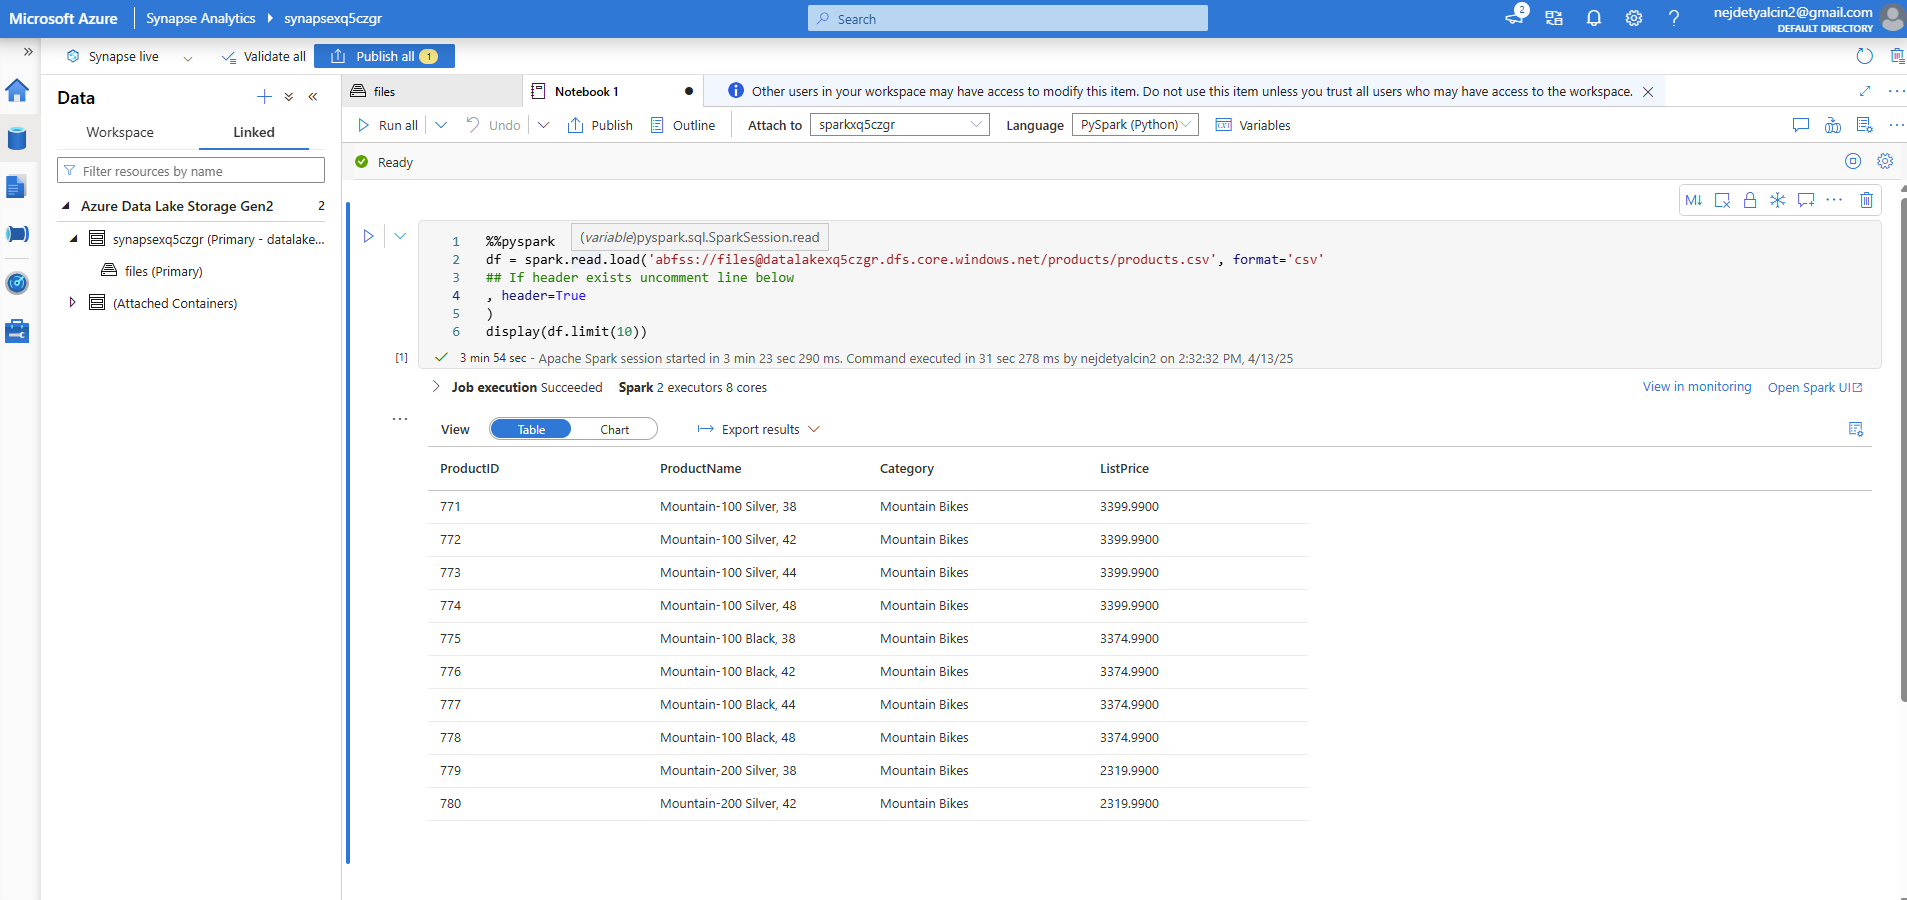 Microsoft Azure Synapse Analytics synapsexq5czgr Search 2 nejdetyalcin2@gmail.com
DEFAULT DIRECTORY
Synapse live Validate all Publish all 1
Data
Workspace Linked
Filter resources by name
Azure Data Lake Storage Gen2 2
synapsexq5czgr (Primary - datalake...
files (Primary)
(Attached Containers)
files Notebook 1 Other users in your workspace may have access to modify this item. Do not use this item unless you trust all users who may have access to the workspace.
Run all Undo Publish Outline Attach to sparkxq5czgr Language PySpark (Python) Variables
Ready
M↓
(variable)pyspark.sql.SparkSession.read
1 %%pyspark
2 df = spark.read.load('abfss://files@datalakexq5czgr.dfs.core.windows.net/products/products.csv', format='csv'
3 ## If header exists uncomment line below
4 , header=True
5 )
6 display(df.limit(10))
[1] 3 min 54 sec - Apache Spark session started in 3 min 23 sec 290 ms. Command executed in 31 sec 278 ms by nejdetyalcin2 on 2:32:32 PM, 4/13/25
Job execution Succeeded Spark 2 executors 8 cores View in monitoring Open Spark UI
View Table Chart Export results
ProductID ProductName Category ListPrice
771 Mountain-100 Silver, 38 Mountain Bikes 3399.9900
772 Mountain-100 Silver, 42 Mountain Bikes 3399.9900
773 Mountain-100 Silver, 44 Mountain Bikes 3399.9900
774 Mountain-100 Silver, 48 Mountain Bikes 3399.9900
775 Mountain-100 Black, 38 Mountain Bikes 3374.9900
776 Mountain-100 Black, 42 Mountain Bikes 3374.9900
777 Mountain-100 Black, 44 Mountain Bikes 3374.9900
778 Mountain-100 Black, 48 Mountain Bikes 3374.9900
779 Mountain-200 Silver, 38 Mountain Bikes 2319.9900
780 Mountain-200 Silver, 42 Mountain Bikes 2319.9900